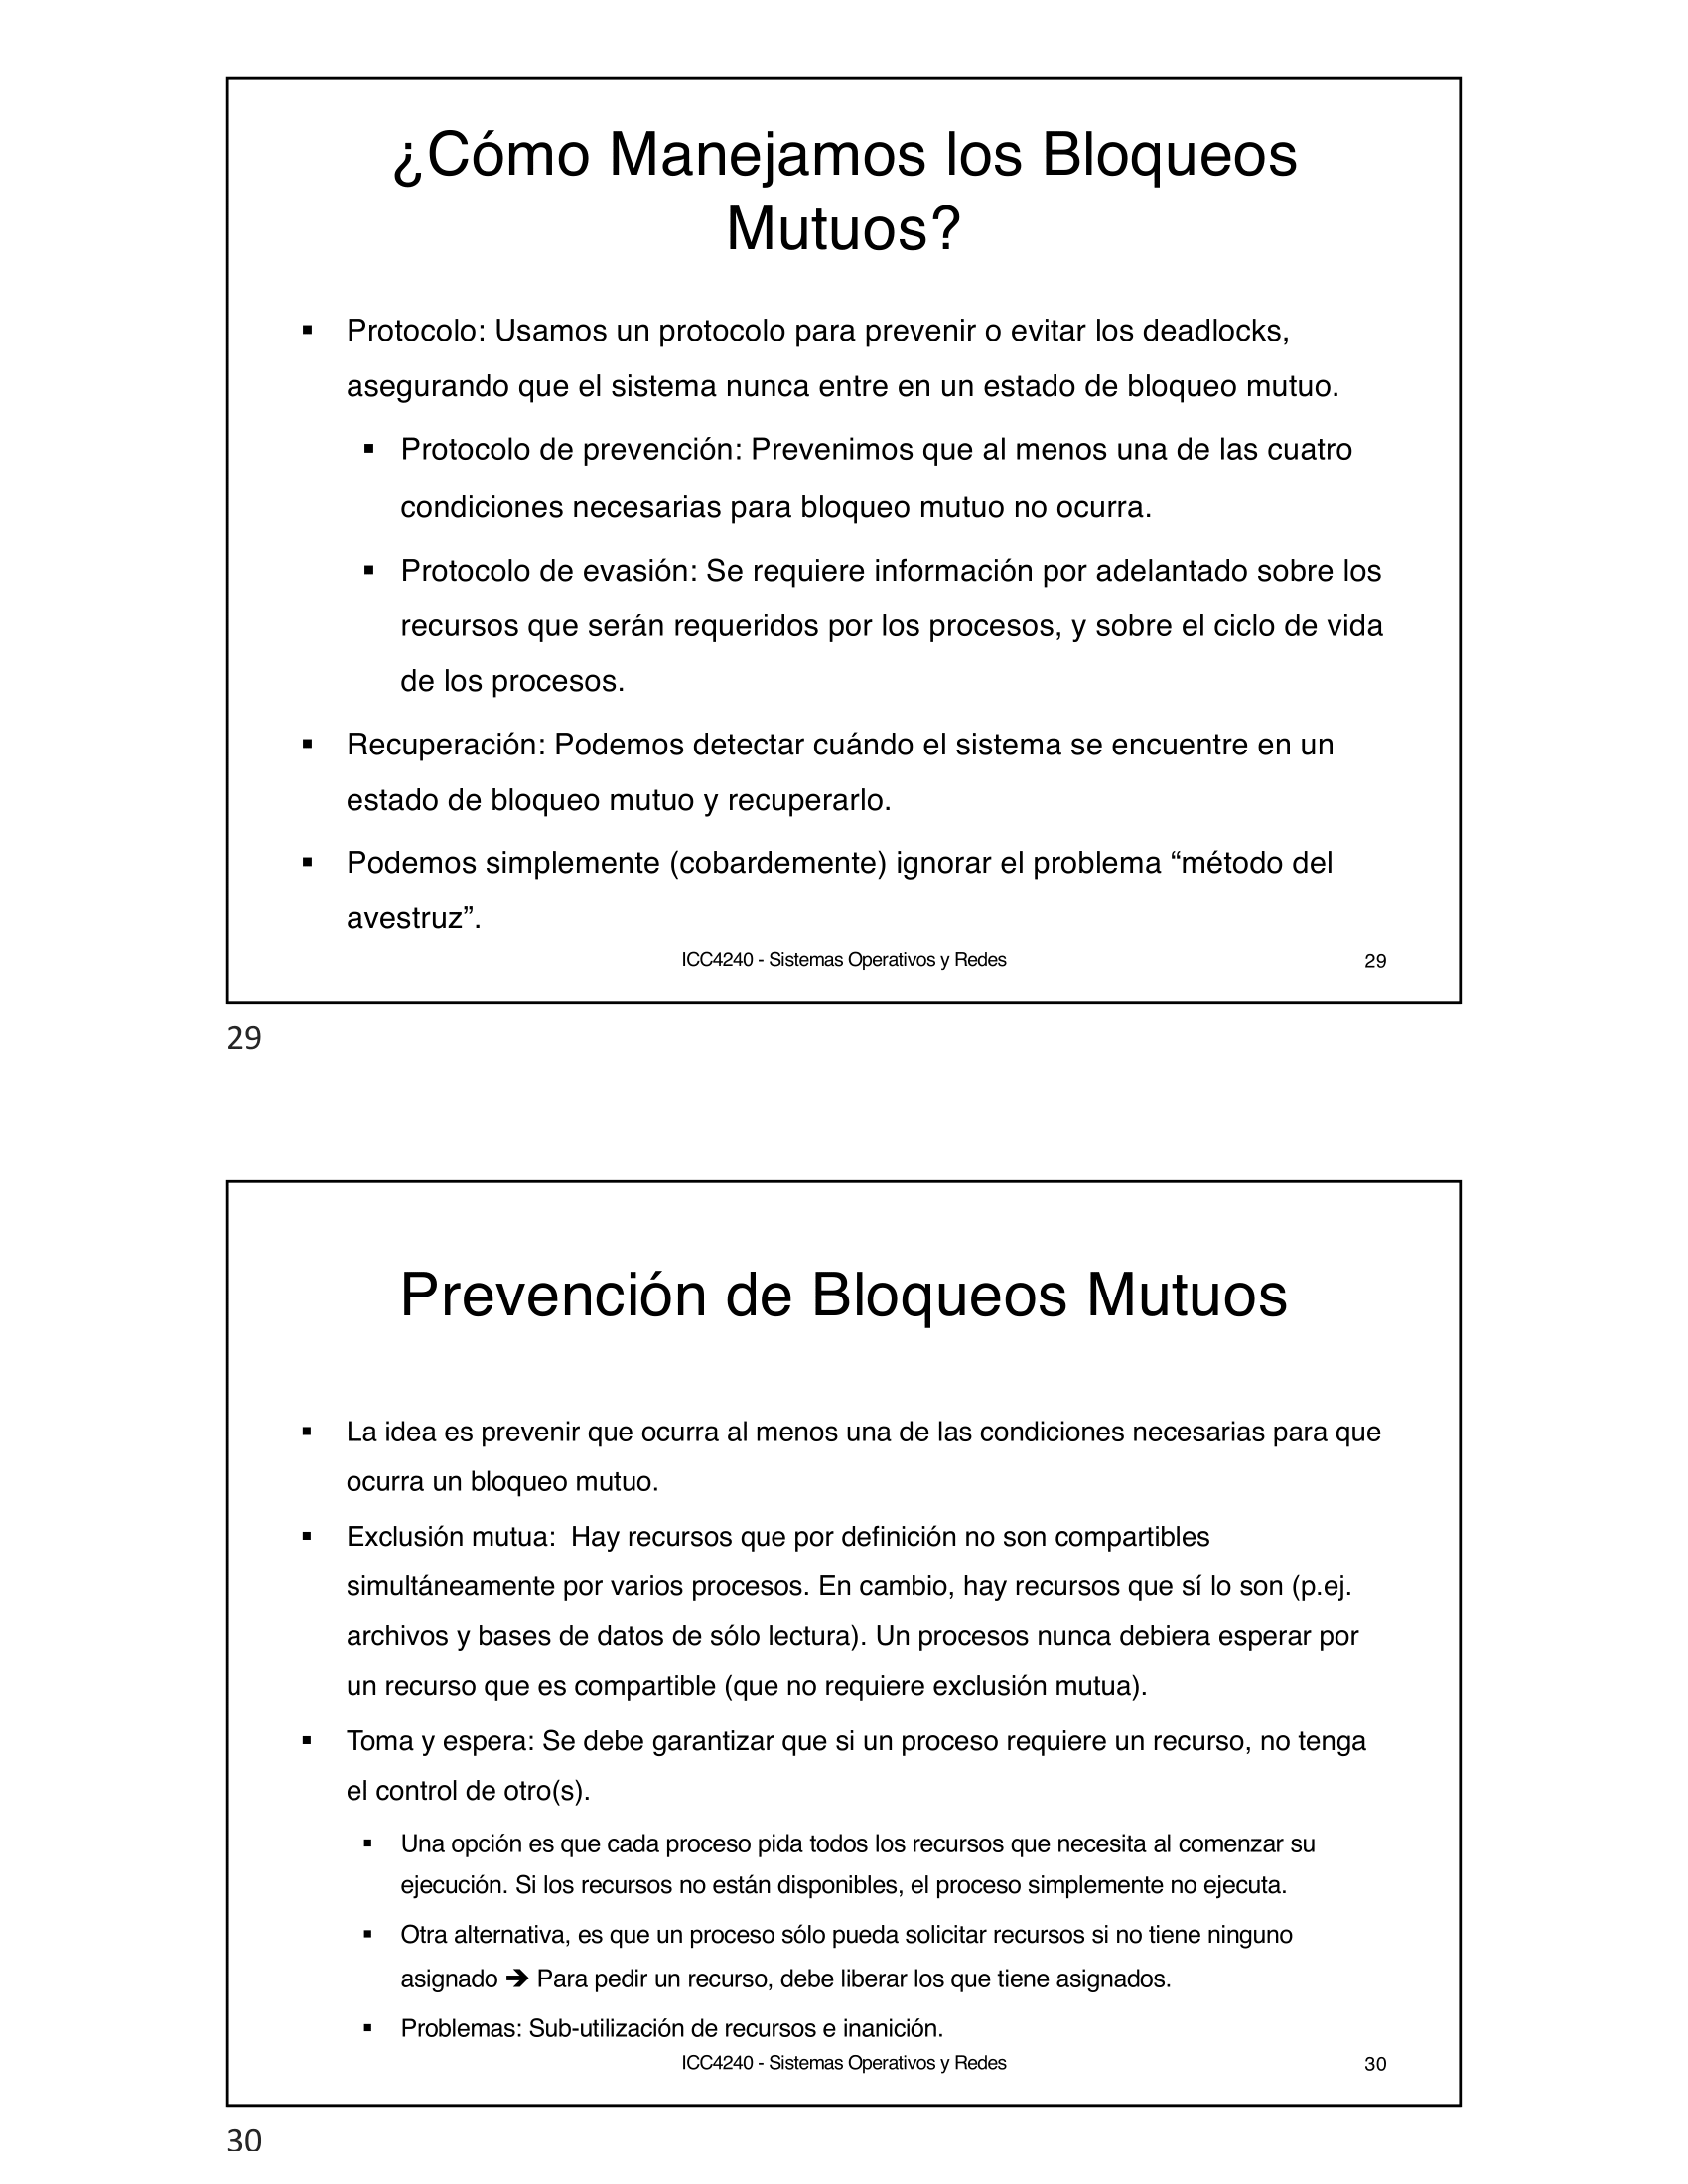 ¿Cómo Manejamos los Bloqueos
Mutuos?
▪ Protocolo: Usamos un protocolo para prevenir o evitar los deadlocks,
asegurando que el sistema nunca entre en un estado de bloqueo mutuo.
▪ Protocolo de prevención: Prevenimos que al menos una de las cuatro
condiciones necesarias para bloqueo mutuo no ocurra.
▪ Protocolo de evasión: Se requiere información por adelantado sobre los
recursos que serán requeridos por los procesos, y sobre el ciclo de vida
de los procesos.
▪ Recuperación: Podemos detectar cuándo el sistema se encuentre en un
estado de bloqueo mutuo y recuperarlo.
▪ Podemos simplemente (cobardemente) ignorar el problema “método del
avestruz”.
ICC4240 - Sistemas Operativos y Redes 29
29
Prevención de Bloqueos Mutuos
▪ La idea es prevenir que ocurra al menos una de las condiciones necesarias para que
ocurra un bloqueo mutuo.
▪ Exclusión mutua:  Hay recursos que por definición no son compartibles
simultáneamente por varios procesos. En cambio, hay recursos que sí lo son (p.ej.
archivos y bases de datos de sólo lectura). Un procesos nunca debiera esperar por
un recurso que es compartible (que no requiere exclusión mutua).
▪ Toma y espera: Se debe garantizar que si un proceso requiere un recurso, no tenga
el control de otro(s).
▪ Una opción es que cada proceso pida todos los recursos que necesita al comenzar su
ejecución. Si los recursos no están disponibles, el proceso simplemente no ejecuta.
▪ Otra alternativa, es que un proceso sólo pueda solicitar recursos si no tiene ninguno
asignado ➔ Para pedir un recurso, debe liberar los que tiene asignados.
▪ Problemas: Sub-utilización de recursos e inanición.
ICC4240 - Sistemas Operativos y Redes 30
30